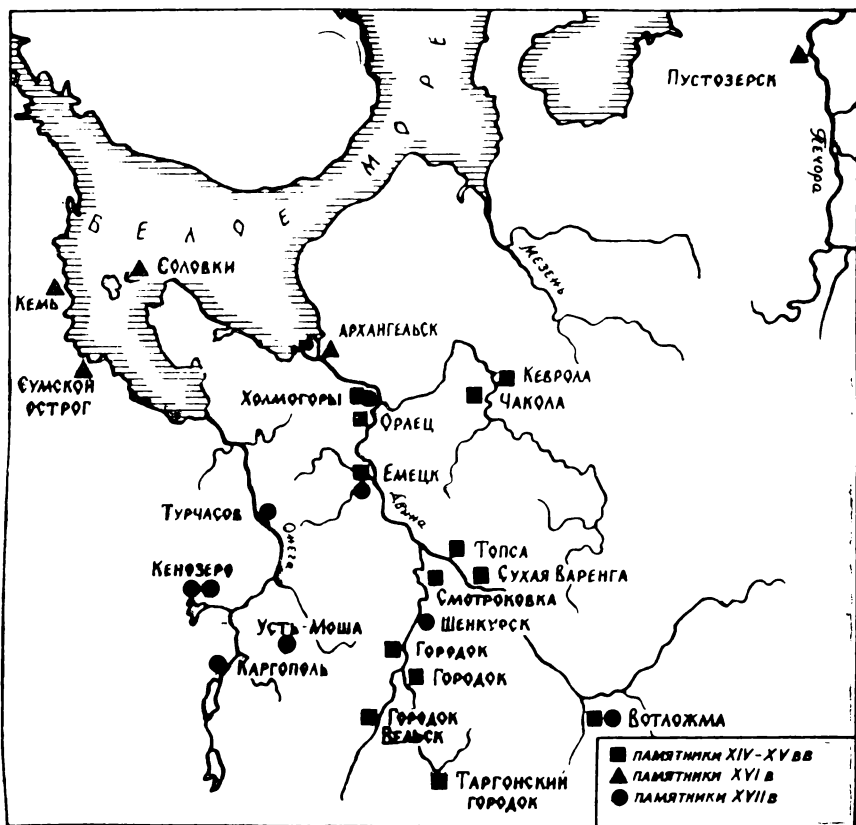 ПУСТОЗЕРСК
ПЕЧОРА
БЕЛОЕ МОРЕ
МЕЗЕНЬ
СОЛОВКИ
КЕМЬ
АРХАНГЕЛЬСК
СУМСКОЙ
ОСТРОГ
КЕВРОЛА
ЧАКОЛА
ХОЛМОГОРЫ
ОРЛЕЦ
ЕМЕЦК
ДВИНА
ТУРЧАСОВ
ОНЕГА
ТОПСА
КЕНОЗЕРО
СУХАЯ ВАРЕНГА
СМОТРОКОВКА
УСТЬ-МОША
ШЕНКУРСК
ГОРОДОК
КАРГОПОЛЬ
ГОРОДОК
ГОРОДОК
ВЕЛЬСК
ВОТЛОЖМА
ТАРГОНСКИЙ
ГОРОДОК
ПАМЯТНИКИ XIV-XV ВВ
ПАМЯТНИКИ XVI В
ПАМЯТНИКИ XVII В